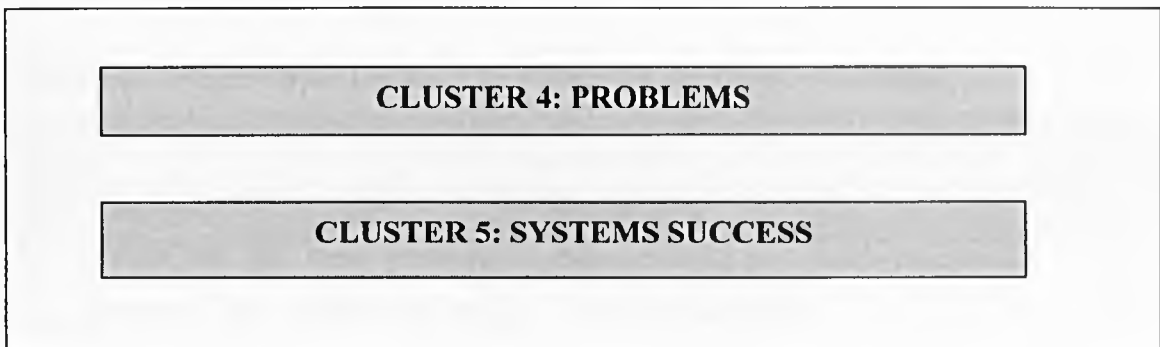 CLUSTER 4: PROBLEMS
CLUSTER 5: SYSTEMS SUCCESS